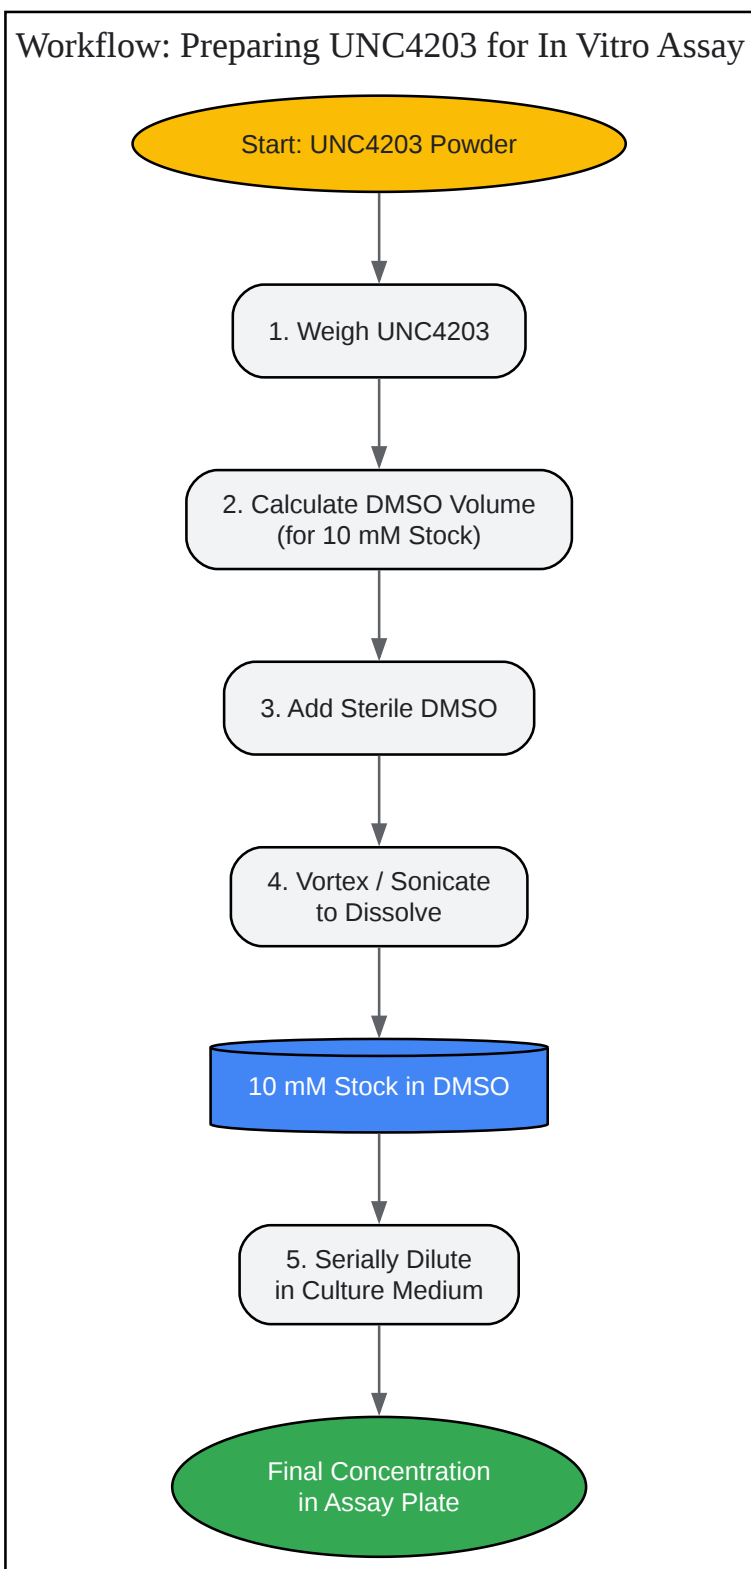 Workflow: Preparing UNC4203 for In Vitro Assay
Start: UNC4203 Powder
1. Weigh UNC4203
2. Calculate DMSO Volume
(for 10 mM Stock)
3. Add Sterile DMSO
4. Vortex / Sonicate
to Dissolve
10 mM Stock in DMSO
5. Serially Dilute
in Culture Medium
Final Concentration
in Assay Plate